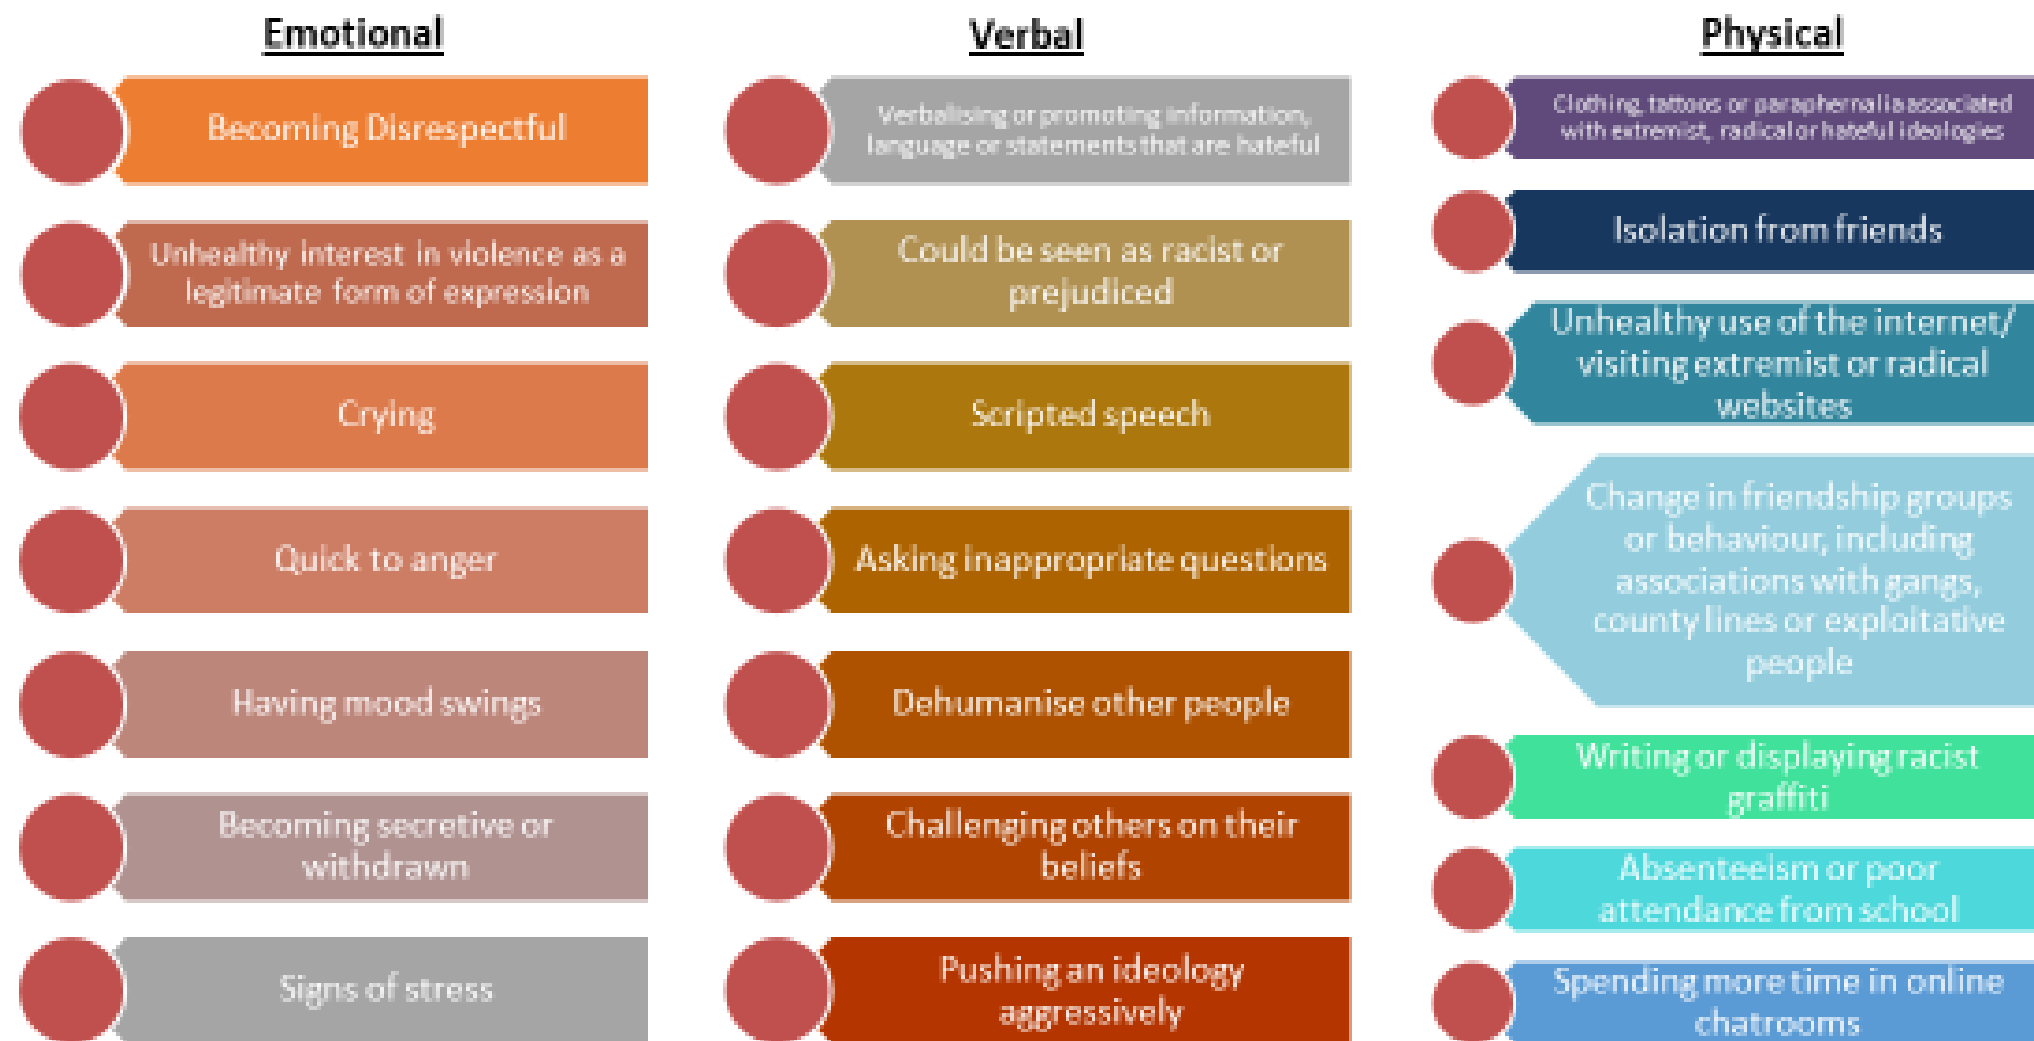 Emotional
Becoming Disrespectful
Unhealthy interest in violence as a
legitimate form of expression
Crying
Quick to anger
Having mood swings
Becoming secretive or
withdrawn
Signs of stress
Verbal
Verbalising or promoting information,
language or statements that are hateful
Could be seen as racist or
prejudiced
Scripted speech
Asking inappropriate questions
Dehumanise other people
Challenging others on their
beliefs
Pushing an ideology
aggressively
Physical
Clothing, tattoos or paraphernalia associated
with extremist, radical or hateful ideologies
Isolation from friends
Unhealthy use of the internet/
visiting extremist or radical
websites
Change in friendship groups
or behaviour, including
associations with gangs,
county lines or exploitative
people
Writing or displaying racist
graffiti
Absenteeism or poor
attendance from school
Spending more time in online
chatrooms